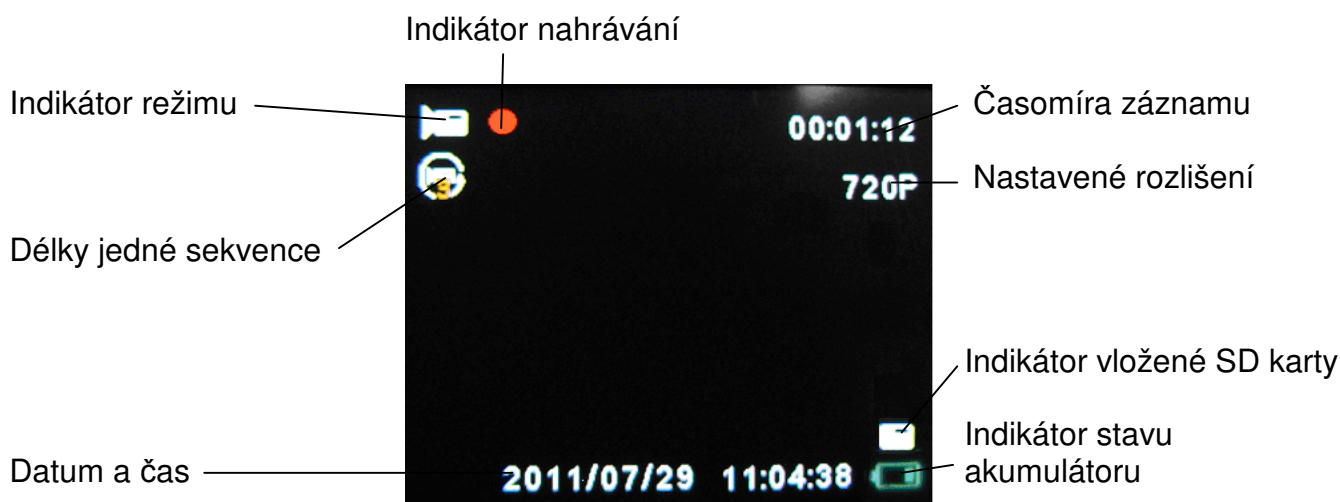 Indikátor nahrávání
Indikátor režimu
Časomíra záznamu
00:01:12
720P
Nastavené rozlišení
3
Délky jedné sekvence
Indikátor vložené SD karty
Indikátor stavu
akumulátoru
Datum a čas
2011/07/29 11:04:38